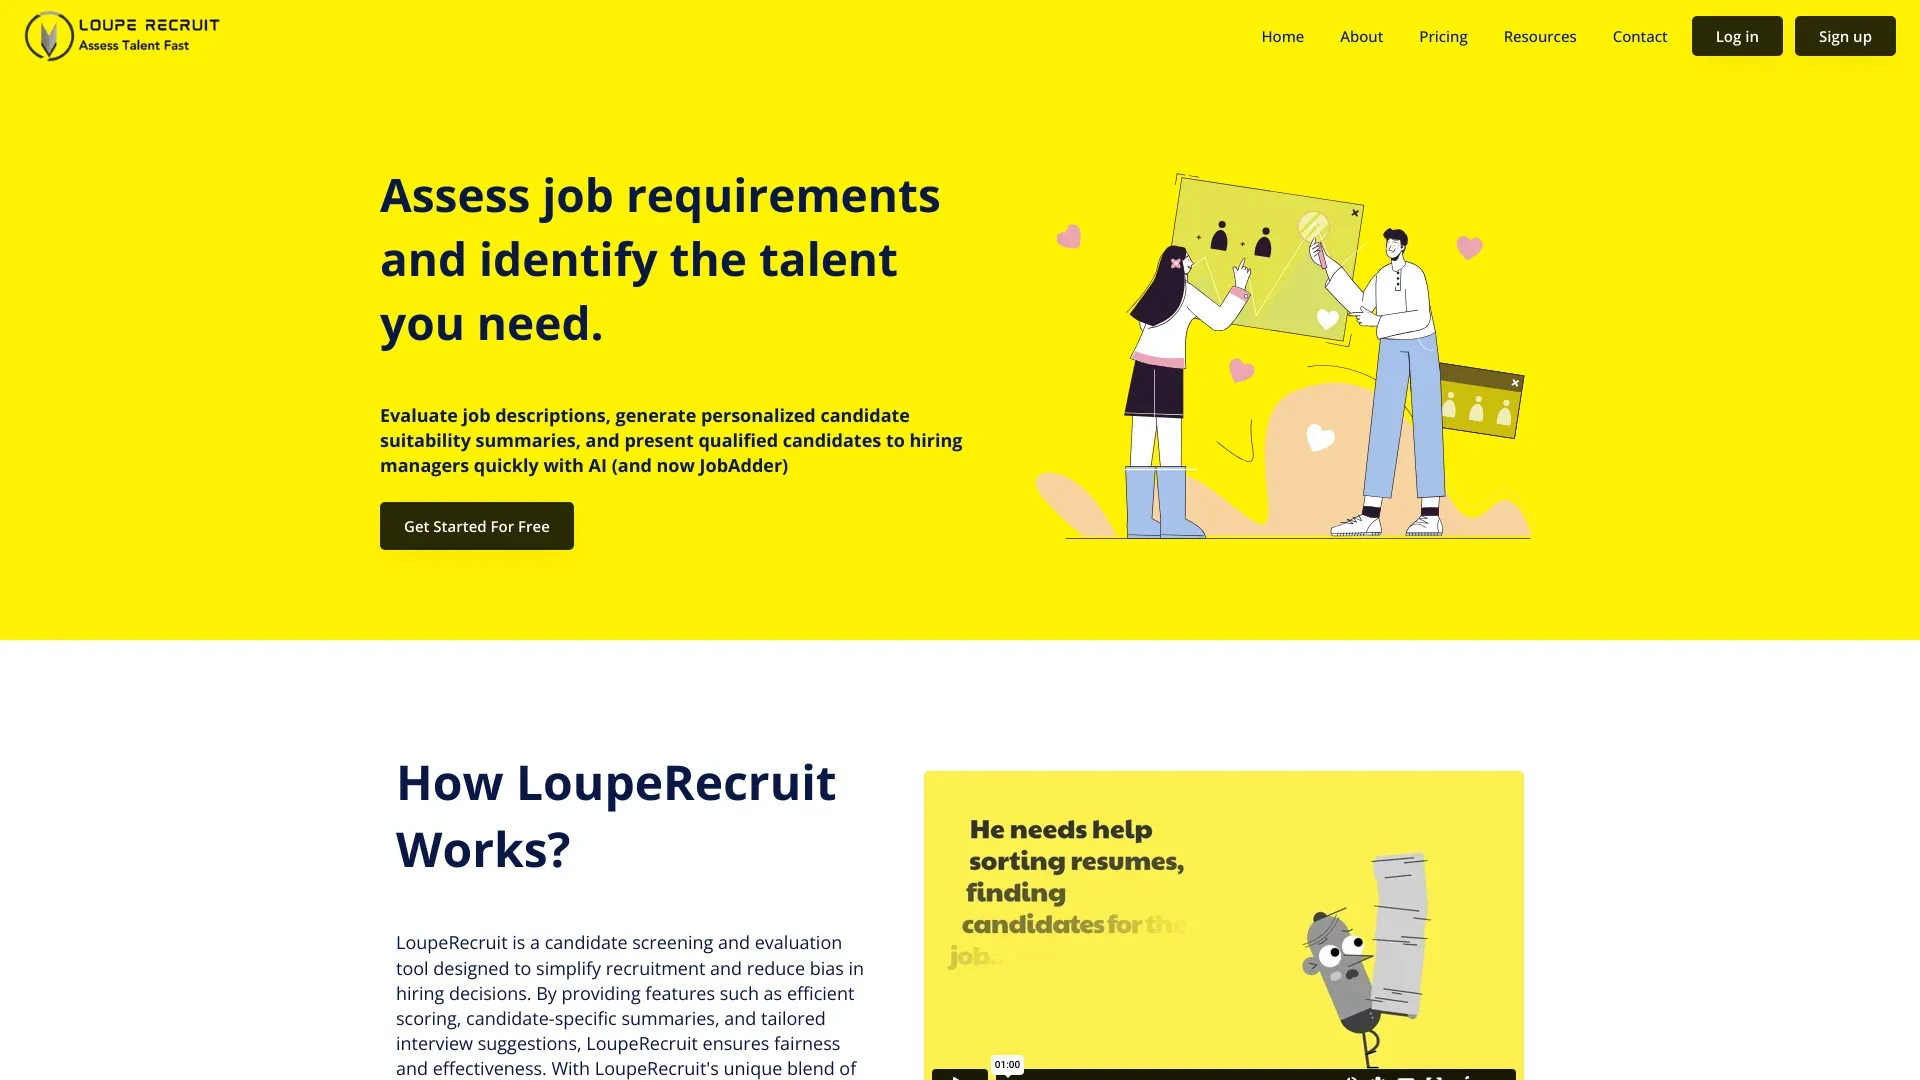 LOUPE RECRUIT
Assess Talent Fast
Home About Pricing Resources Contact Log in Sign up
Assess job requirements
and identify the talent
you need.
Evaluate job descriptions, generate personalized candidate
suitability summaries, and present qualified candidates to hiring
managers quickly with AI (and now JobAdder)
Get Started For Free
How LoupeRecruit
Works?
LoupeRecruit is a candidate screening and evaluation
tool designed to simplify recruitment and reduce bias in
hiring decisions. By providing features such as efficient
scoring, candidate-specific summaries, and tailored
interview suggestions, LoupeRecruit ensures fairness
and effectiveness. With LoupeRecruit's unique blend of
He needs help
sorting resumes,
finding
candidates for the
job...
01:00